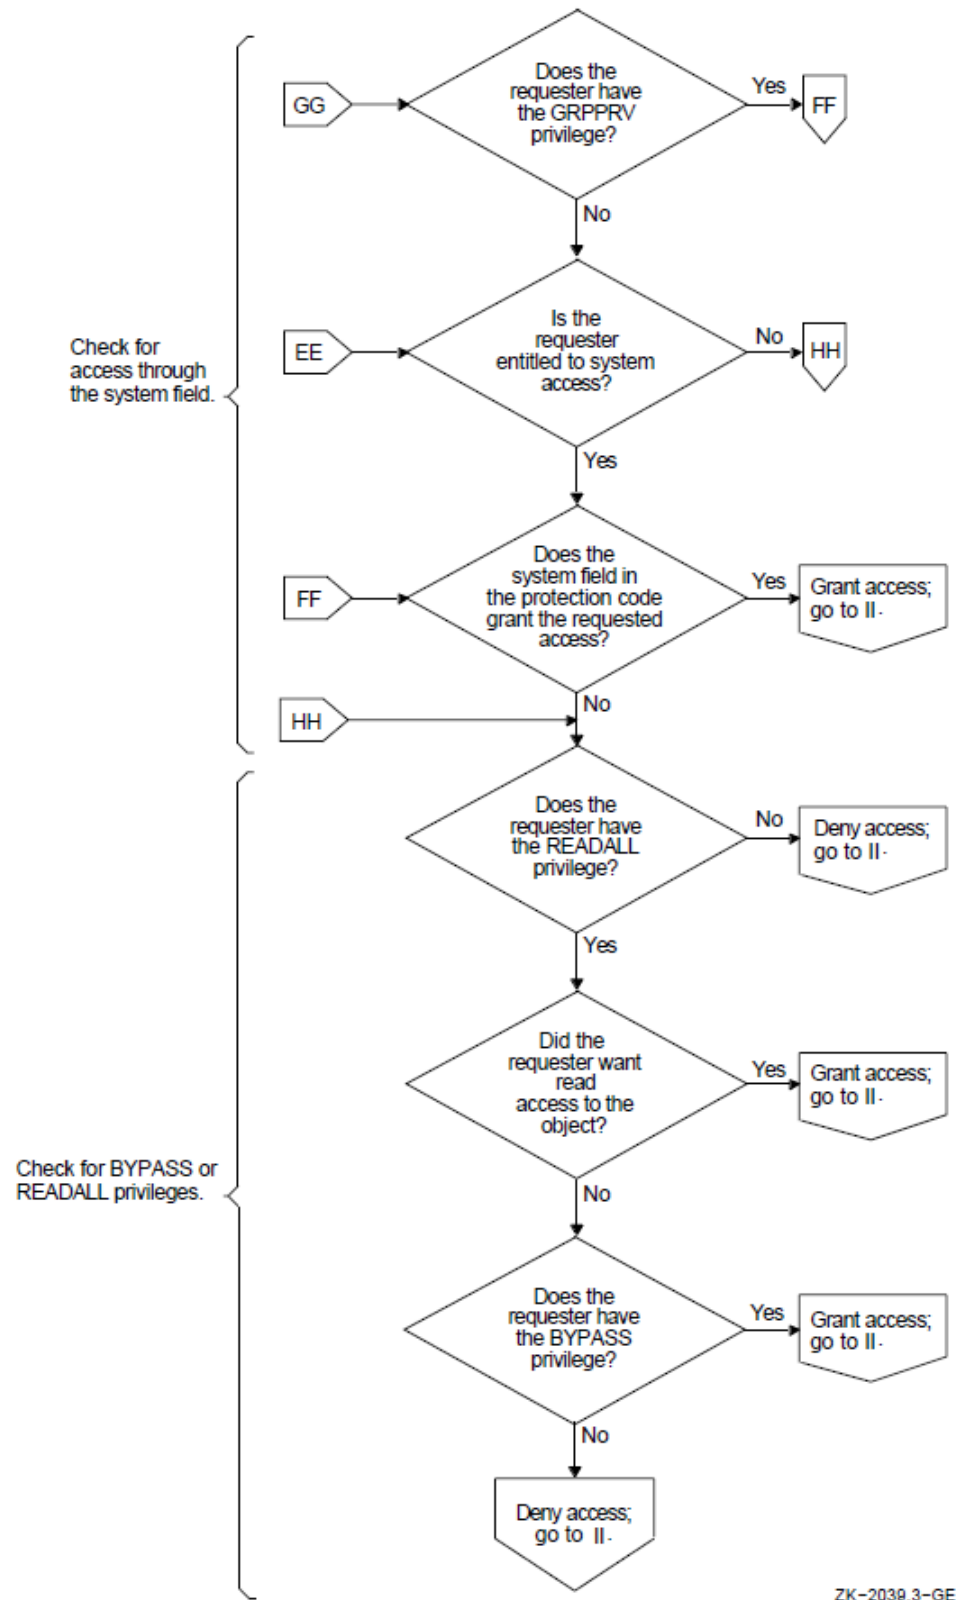 Does the
requester have
the GRPPRV
privilege?
Yes
GG
FF
No
Is the
requester
entitled to system
access?
No
EE
HH
Check for
access through
the system field.
Yes
Does the
system field in
the protection code
grant the requested
access?
Yes
Grant access;
go to II.
FF
No
HH
Does the
requester have
the READALL
privilege?
No
Deny access;
go to II.
Yes
Did the
requester want
read
access to the
object?
Yes
Grant access;
go to II.
Check for BYPASS or
READALL privileges.
No
Does the
requester have
the BYPASS
privilege?
Yes
Grant access;
go to II.
No
Deny access;
go to II.
ZK-2039.3-GE